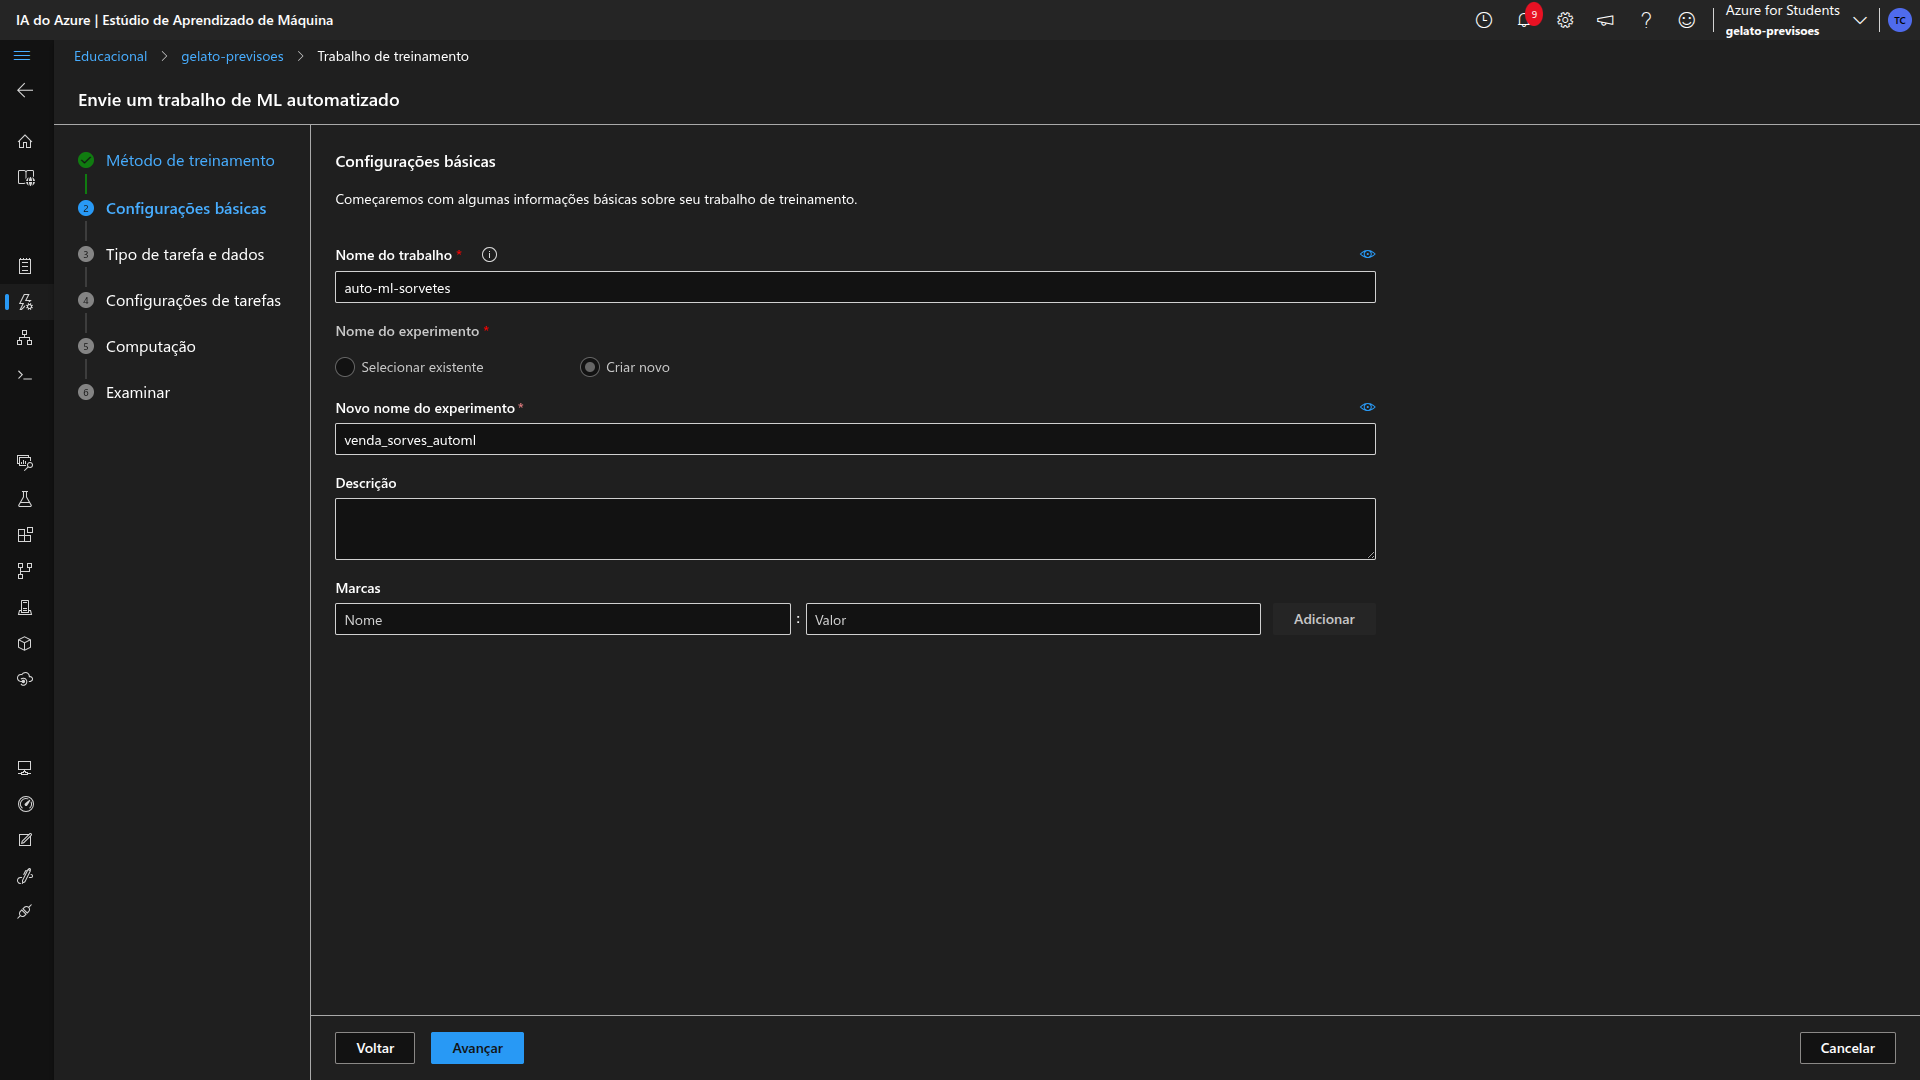 IA do Azure | Estúdio de Aprendizado de Máquina
9
Azure for Students
gelato-previsoes
TC
Educacional > gelato-previsoes > Trabalho de treinamento
Envie um trabalho de ML automatizado
Método de treinamento
2 Configurações básicas
3 Tipo de tarefa e dados
4 Configurações de tarefas
5 Computação
6 Examinar
Configurações básicas
Começaremos com algumas informações básicas sobre seu trabalho de treinamento.
Nome do trabalho *
auto-ml-sorvetes
Nome do experimento *
Selecionar existente
Criar novo
Novo nome do experimento *
venda_sorves_automl
Descrição
Marcas
Nome : Valor Adicionar
Voltar
Avançar
Cancelar